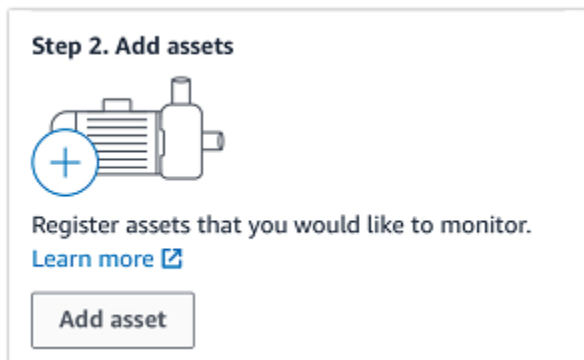 Step 2. Add assets
Register assets that you would like to monitor.
Learn more
Add asset